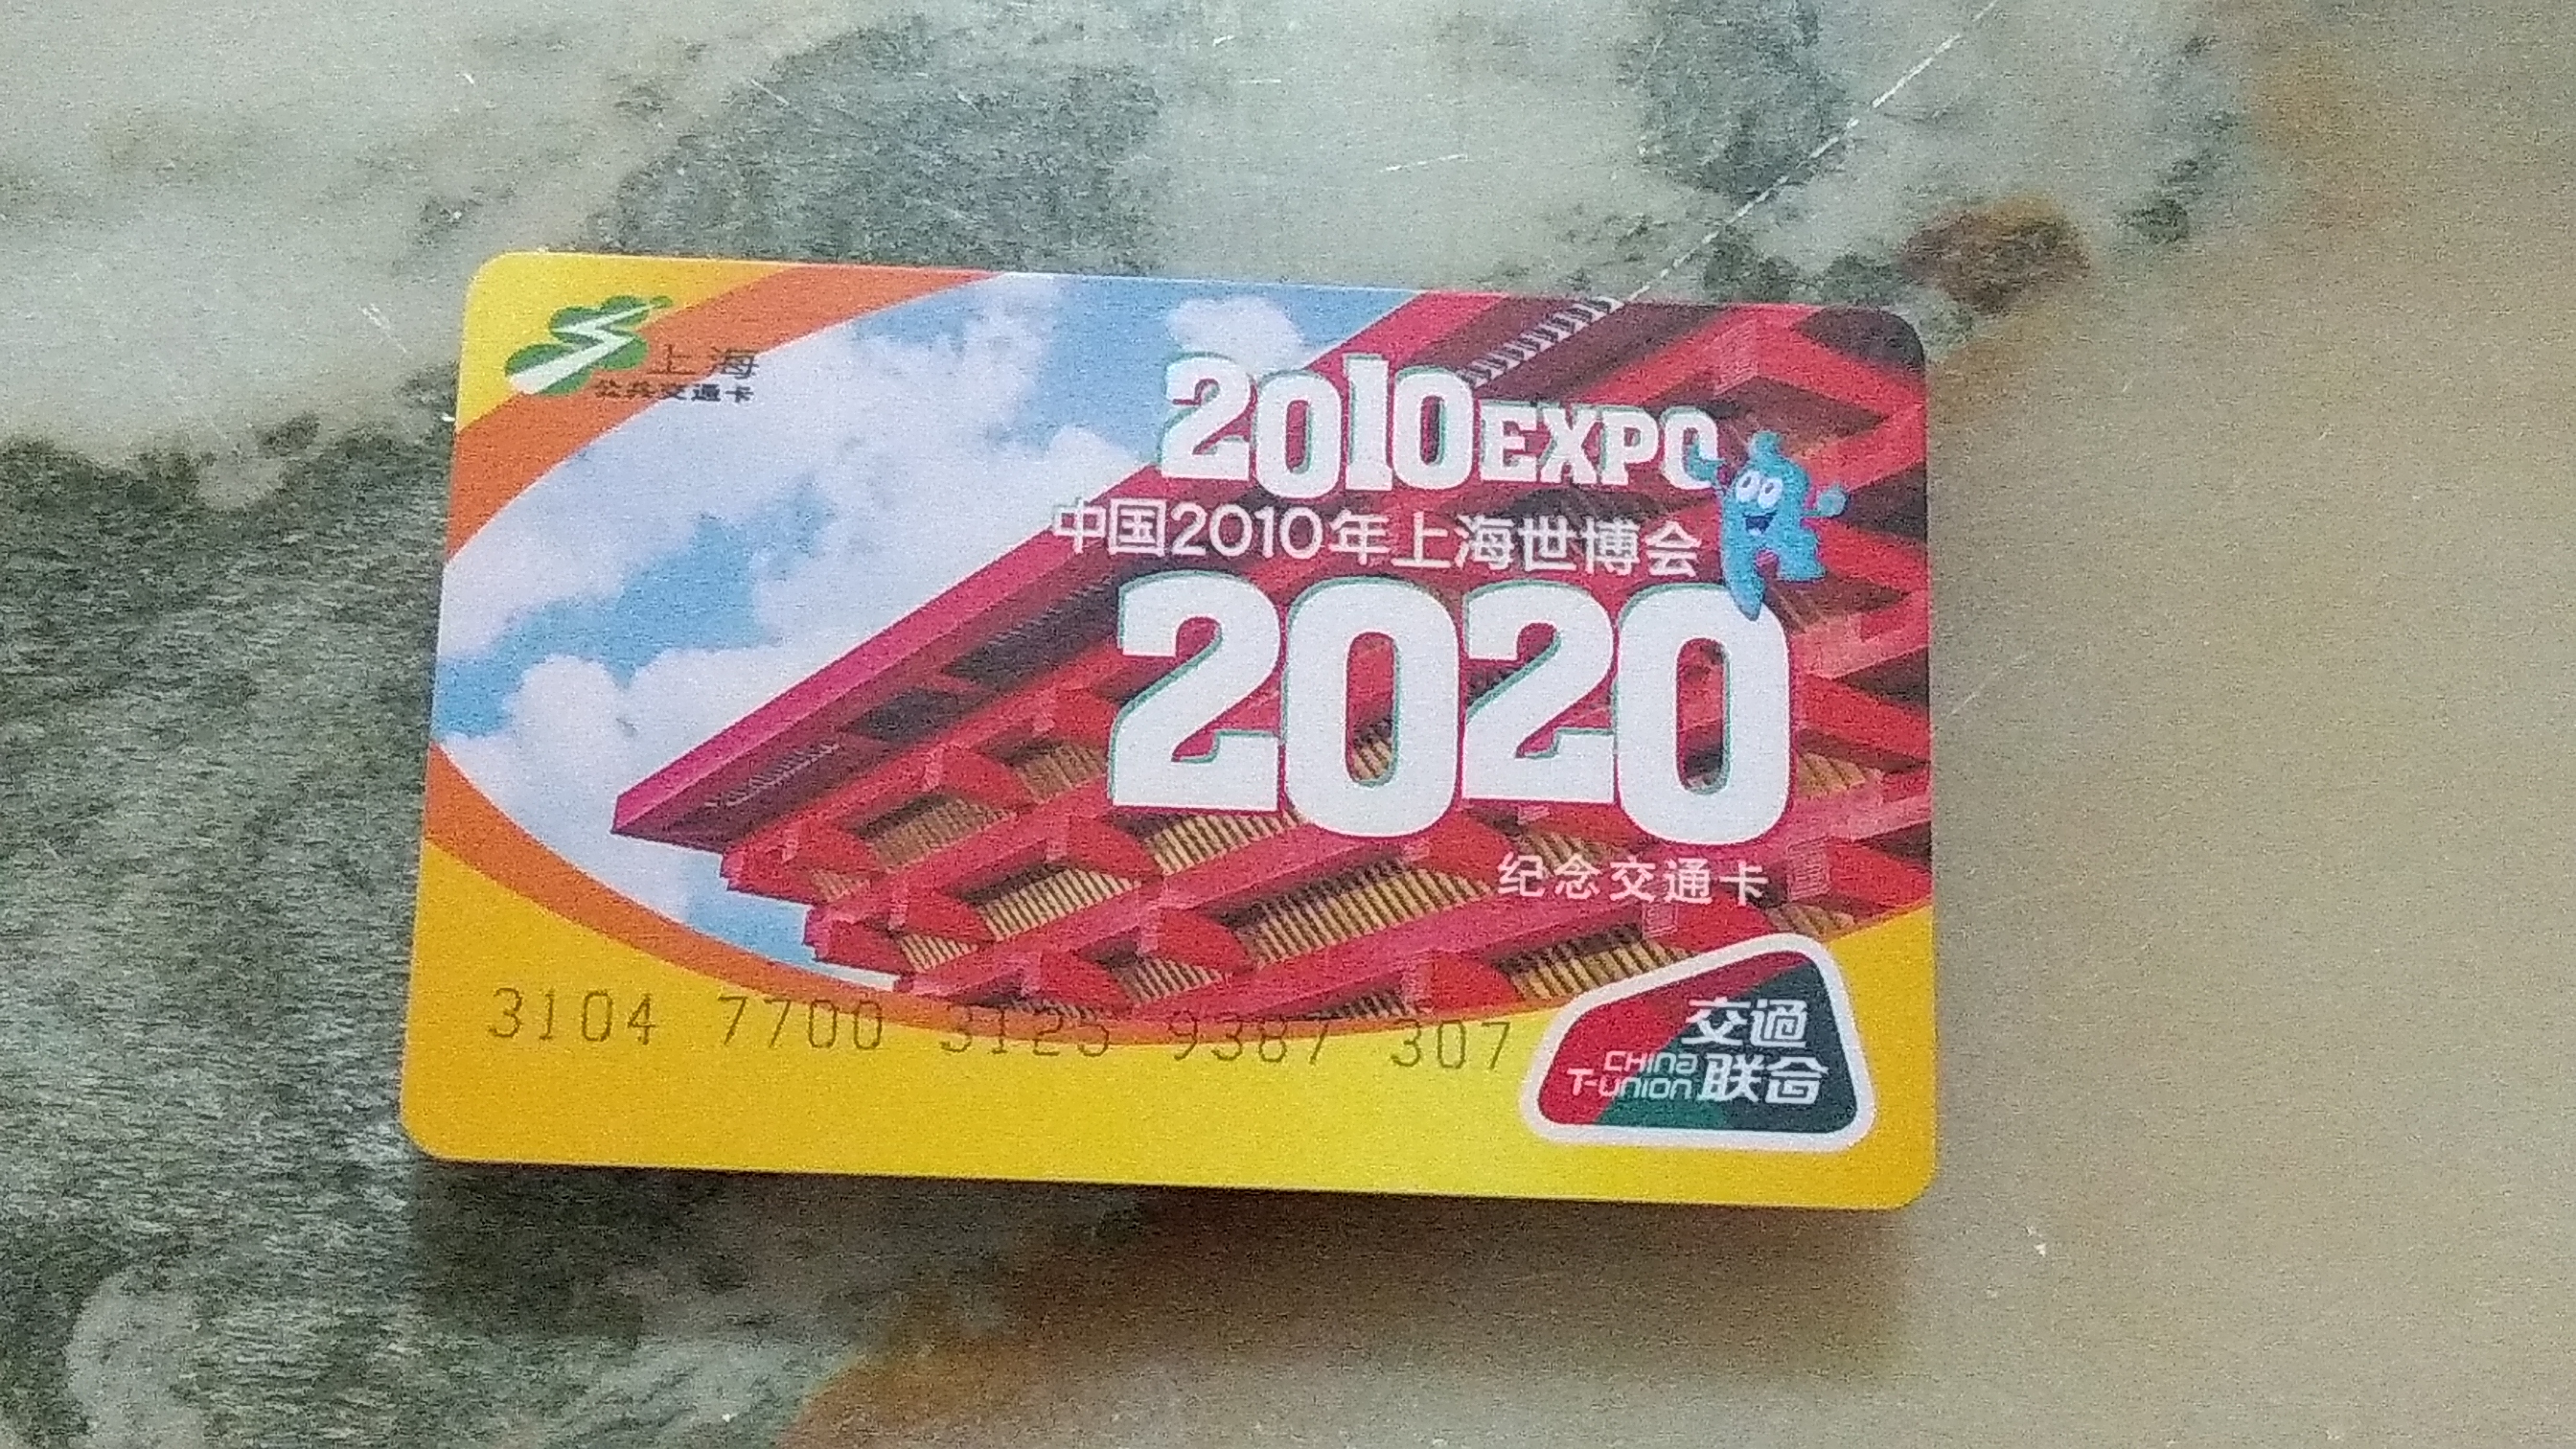 上海
公共交通卡
2010EXPO
中国2010年上海世博会
2020
纪念交通卡
3104 7700 3125 9387 307
交通
CHINA
T-UNION 联合